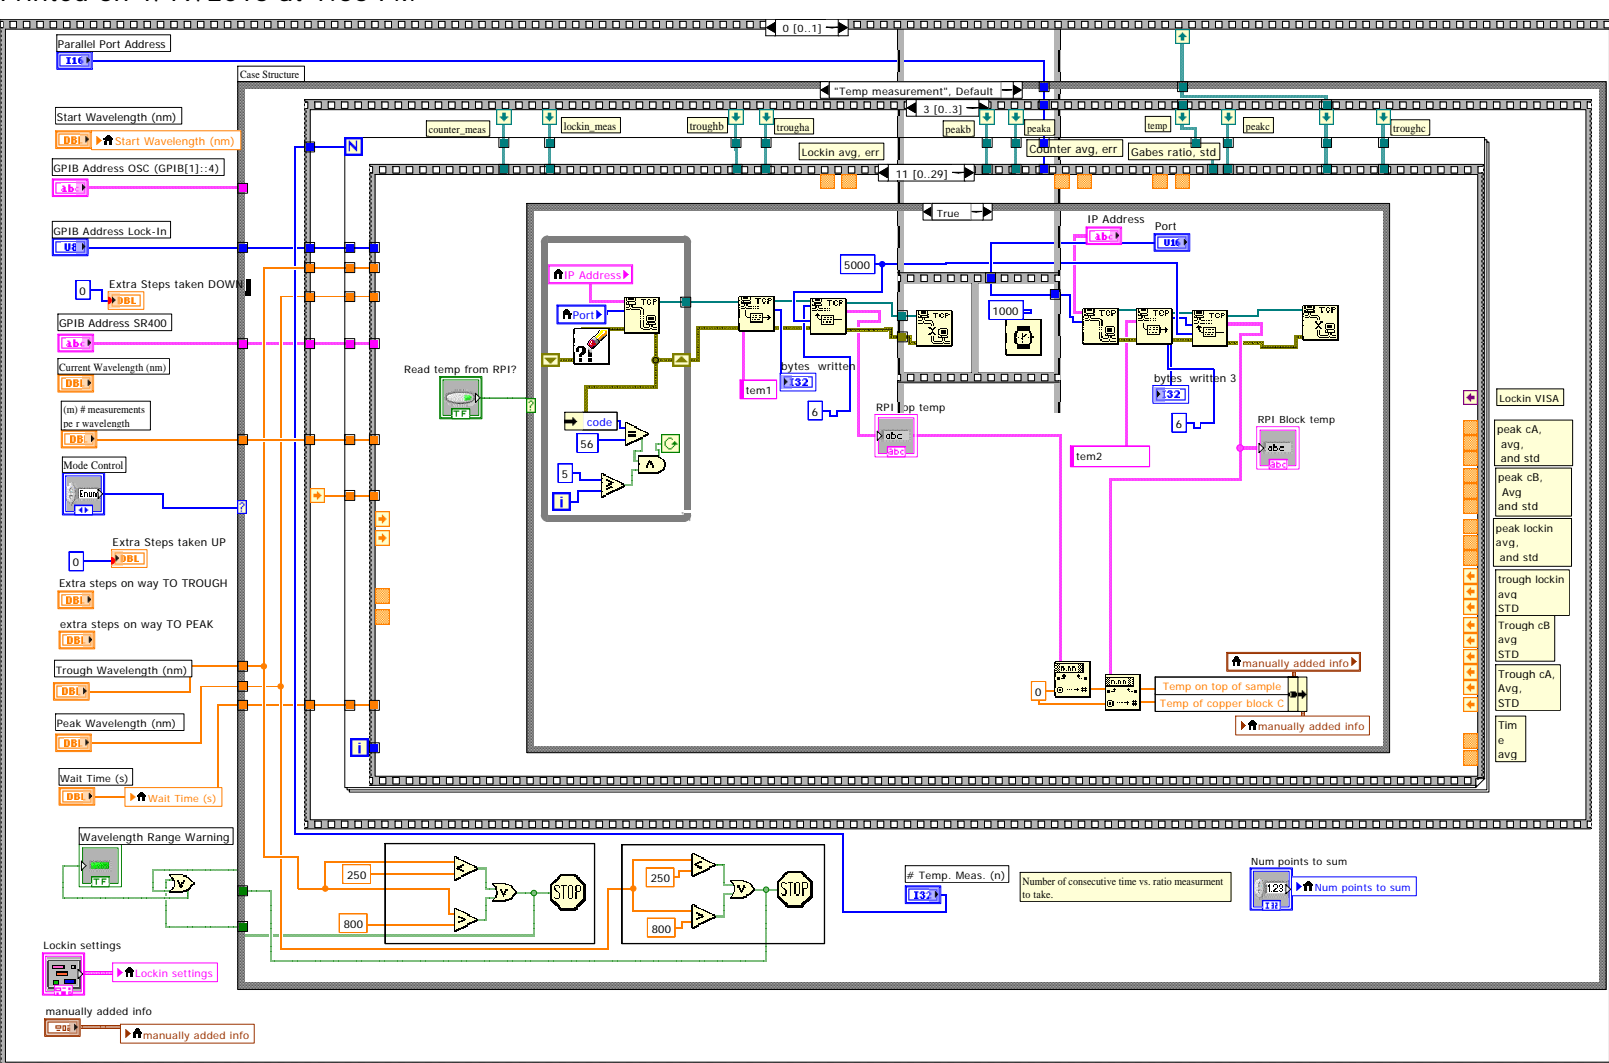 0 [0..1]
Parallel Port Address
I16
Case Structure
"Temp measurement", Default
3 [0..3]
Start Wavelength (nm)
DBL
Start Wavelength (nm)
counter_meas
lockin_meas
troughb
trougha
peakb
peaka
temp
peakc
troughc
N
Lockin avg, err
Counter avg, err
Gabes ratio, std
GPIB Address OSC (GPIB[1]::4)
abc
11 [0..29]
True
GPIB Address Lock-In
U8
IP Address
abc
Port
U16
IP Address
Port
TCP
5000
1000
Extra Steps taken DOWN
0
DBL
GPIB Address SR400
abc
Current Wavelength (nm)
DBL
Read temp from RPI?
TF
tem1
bytes written
I32
6
bytes written 3
I32
6
(m) # measurements
pe r wavelength
DBL
code
56
5
i
RPI op temp
abc
RPI Block temp
abc
tem2
Lockin VISA
peak cA,
avg,
and std
peak cB,
Avg
and std
peak lockin
avg,
and std
trough lockin
avg
STD
Trough cB
avg
STD
Trough cA,
Avg,
STD
Tim
e
avg
Mode Control
Enum
Extra Steps taken UP
0
DBL
Extra steps on way TO TROUGH
DBL
extra steps on way TO PEAK
DBL
Trough Wavelength (nm)
DBL
Peak Wavelength (nm)
DBL
manually added info
0
Temp on top of sample
Temp of copper block C
manually added info
i
Wait Time (s)
DBL
Wait Time (s)
Wavelength Range Warning
TF
250
800
STOP
250
800
STOP
# Temp. Meas. (n)
I32
Number of consecutive time vs. ratio measurment
to take.
Num points to sum
1.23
I32
Num points to sum
Lockin settings
Lockin settings
manually added info
manually added info